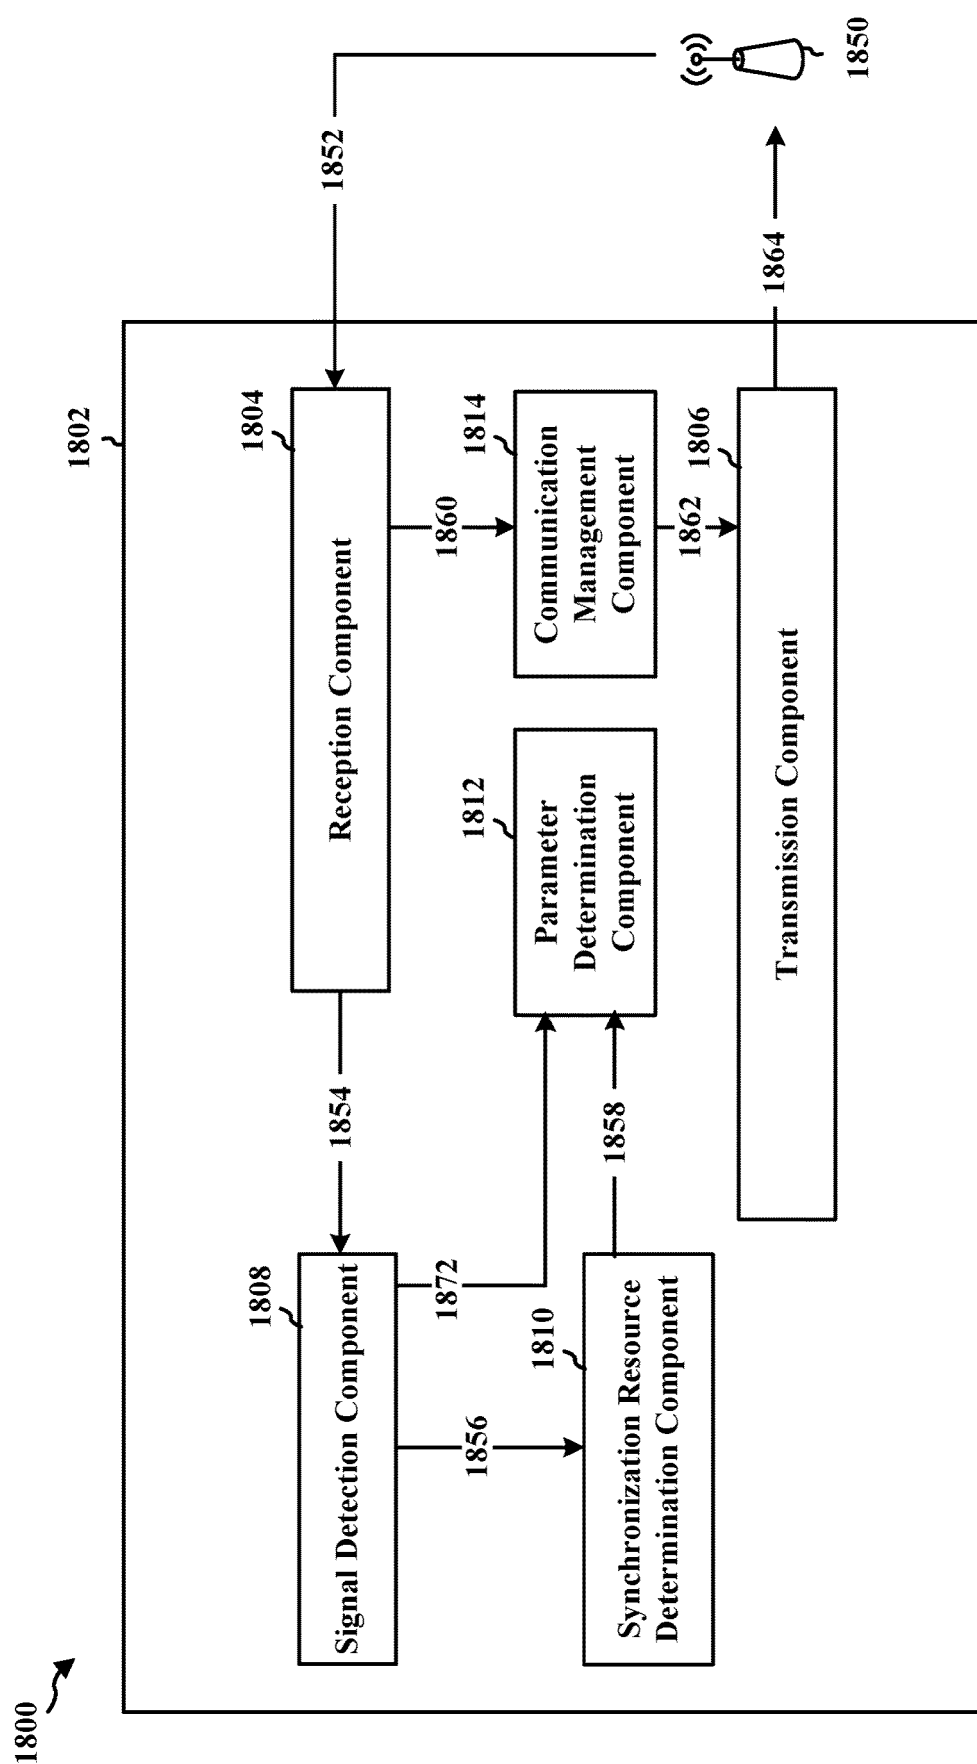 1800
1802
1808
Signal Detection Component
1854
1804
Reception Component
1852
1856
1872
1860
1810
Synchronization Resource
Determination Component
1858
1812
Parameter
Determination
Component
1814
Communication
Management
Component
1862
1806
Transmission Component
1864
1850